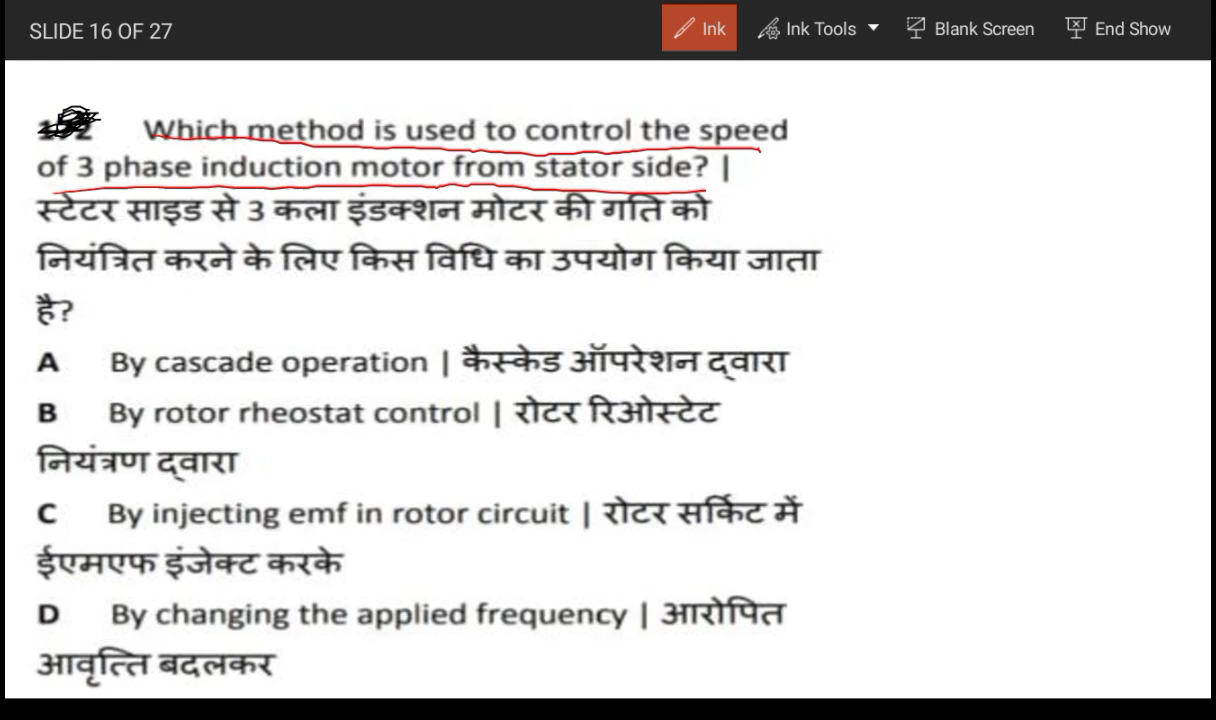 SLIDE 16 OF 27
Ink
Ink Tools
Blank Screen
End Show
Which method is used to control the speed
of 3 phase induction motor from stator side? |
स्टेटर साइड से 3 कला इंडक्शन मोटर की गति को
नियंत्रित करने के लिए किस विधि का उपयोग किया जाता
है?
A By cascade operation | कैस्केड ऑपरेशन द्वारा
B By rotor rheostat control | रोटर रिओस्टेट
नियंत्रण द्वारा
C By injecting emf in rotor circuit | रोटर सर्किट में
ईएमएफ इंजेक्ट करके
D By changing the applied frequency | आरोपित
आवृत्ति बदलकर